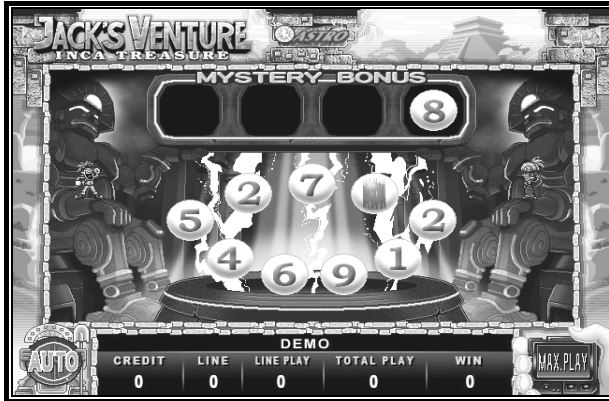 JACK'S VENTURE
INCA TREASURE
ASTRO
MYSTERY BONUS
8
2 7
5 2
4 6 9 1
DEMO
AUTO
CREDIT LINE LINE PLAY TOTAL PLAY WIN
0 0 0 0 0
MAX.PLAY